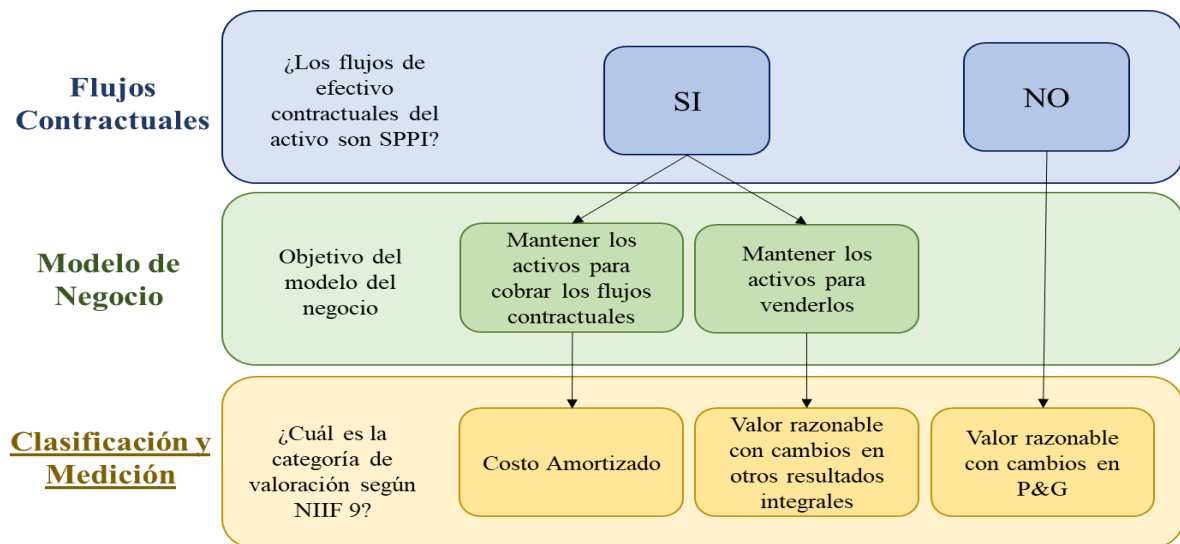 Flujos
Contractuales
¿Los flujos de
efectivo
contractuales del
activo son SPPI?
SI
NO
Modelo de
Negocio
Objetivo del
modelo del
negocio
Mantener los
activos para
cobrar los flujos
contractuales
Mantener los
activos para
venderlos
Clasificación y
Medición
¿Cuál es la
categoría de
valoración según
NIIF 9?
Costo Amortizado
Valor razonable
con cambios en
otros resultados
integrales
Valor razonable
con cambios en
P&G